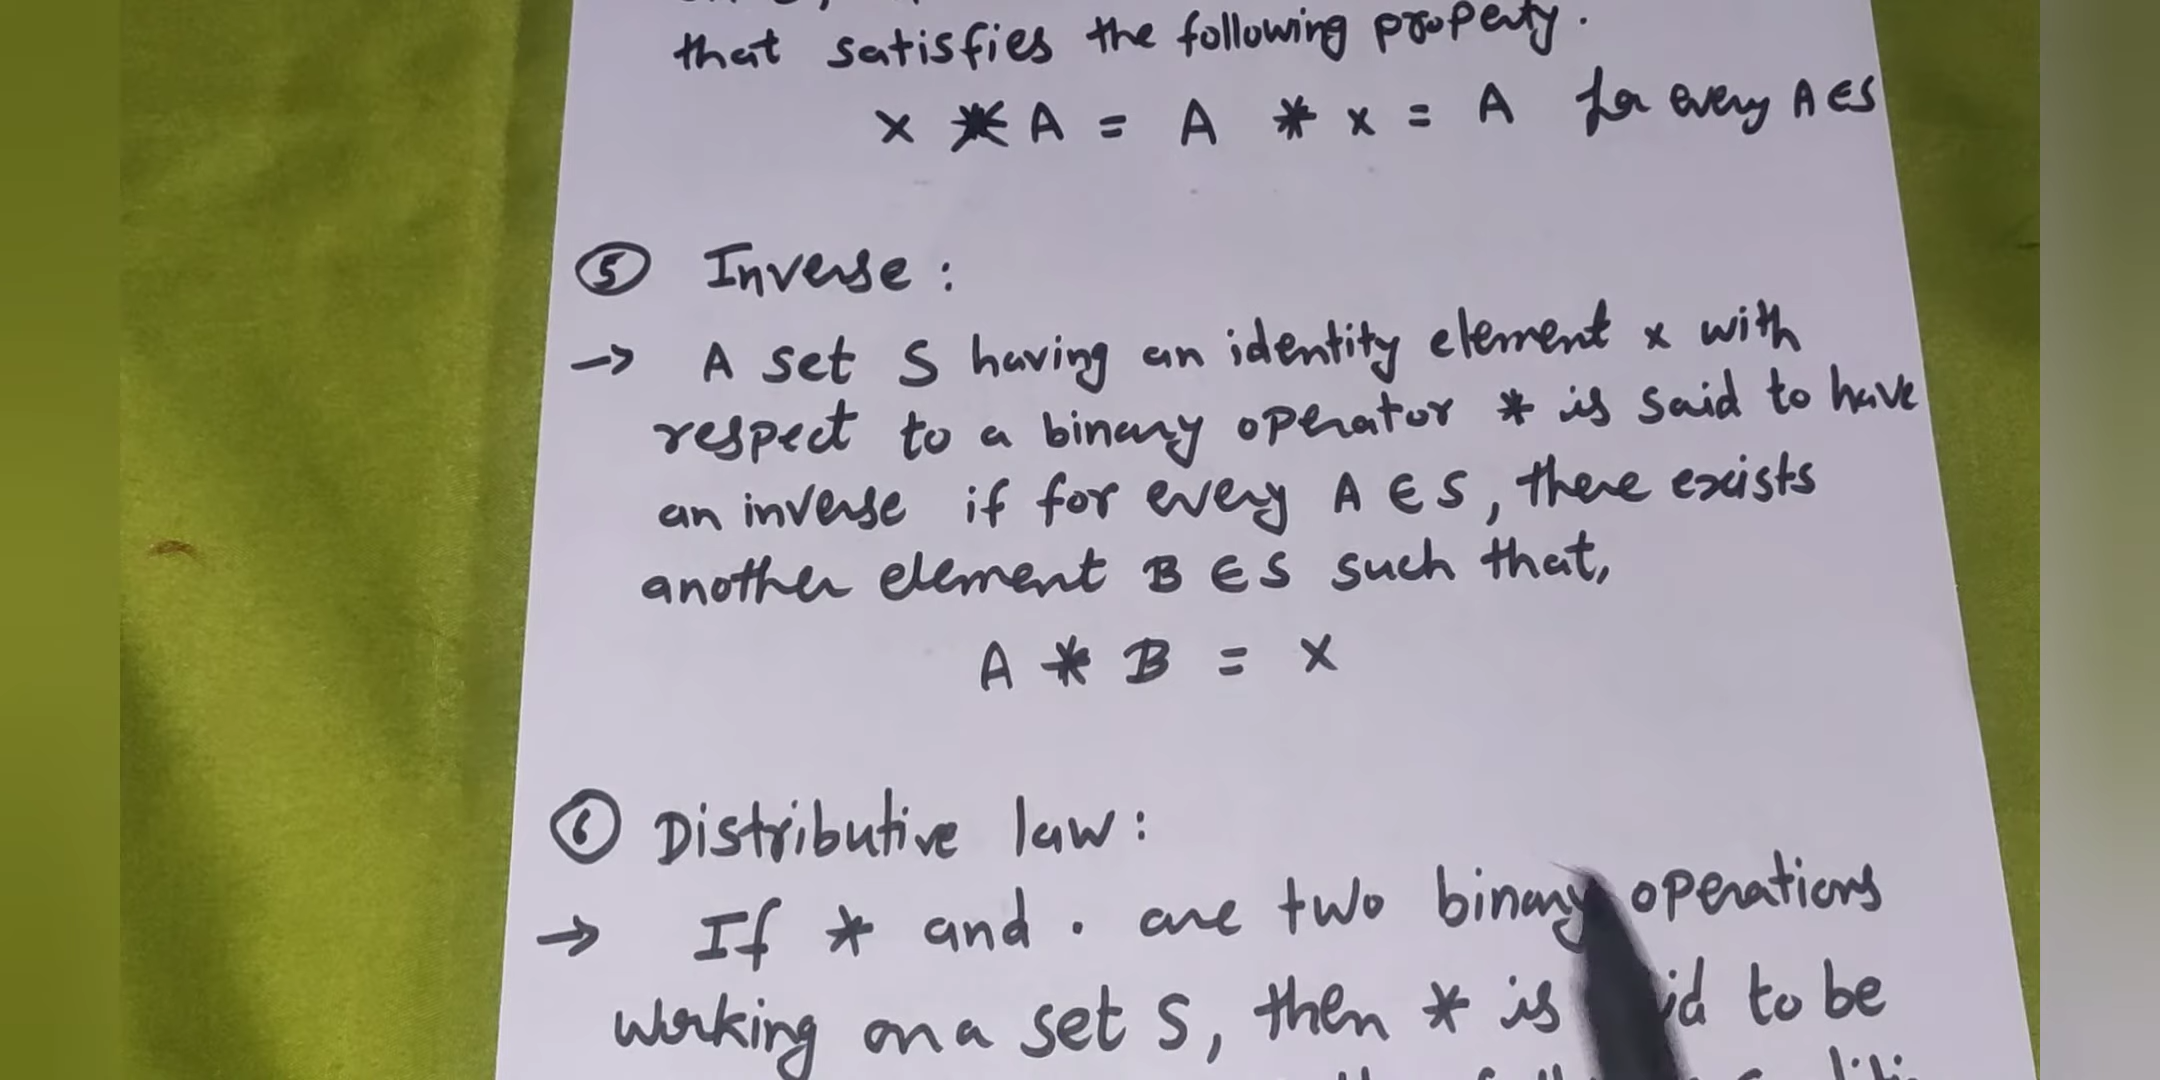 that satisfies the following property.
x * A = A * x = A for every A ∈ S
⑤ Inverse :
→ A set S having an identity element x with
respect to a binary operator * is said to have
an inverse if for every A ∈ S, there exists
another element B ∈ S such that,
A * B = x
⑥ Distributive law :
→ If * and . are two binary operations
working on a set S, then * is to be